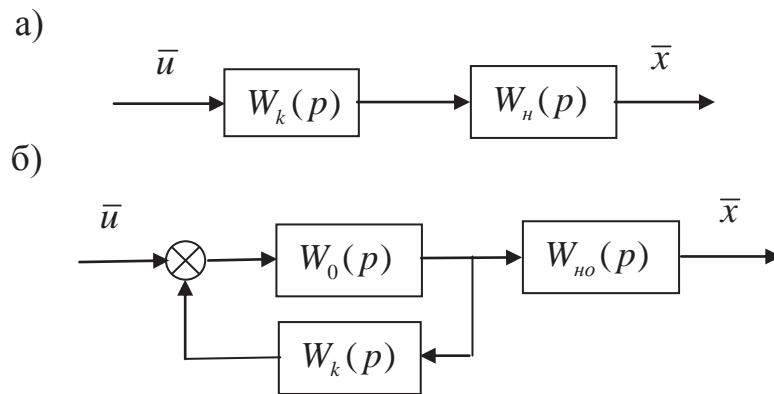 а)
u̅ x̅
W_k(p) W_н(p)
б)
u̅ x̅
W_0(p) W_но(p)
W_k(p)